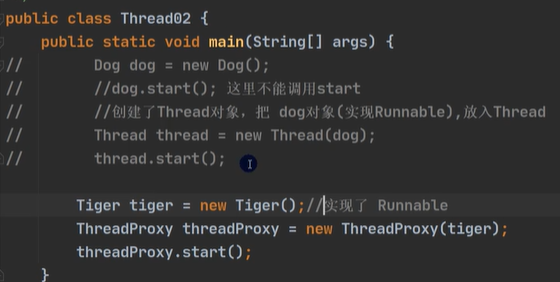 public class Thread02 {
public static void main(String[] args) {
// Dog dog = new Dog();
// //dog.start(); 这里不能调用start
// //创建了Thread对象，把 dog对象(实现Runnable),放入Thread
// Thread thread = new Thread(dog);
// thread.start();
Tiger tiger = new Tiger();//实现了 Runnable
ThreadProxy threadProxy = new ThreadProxy(tiger);
threadProxy.start();
}